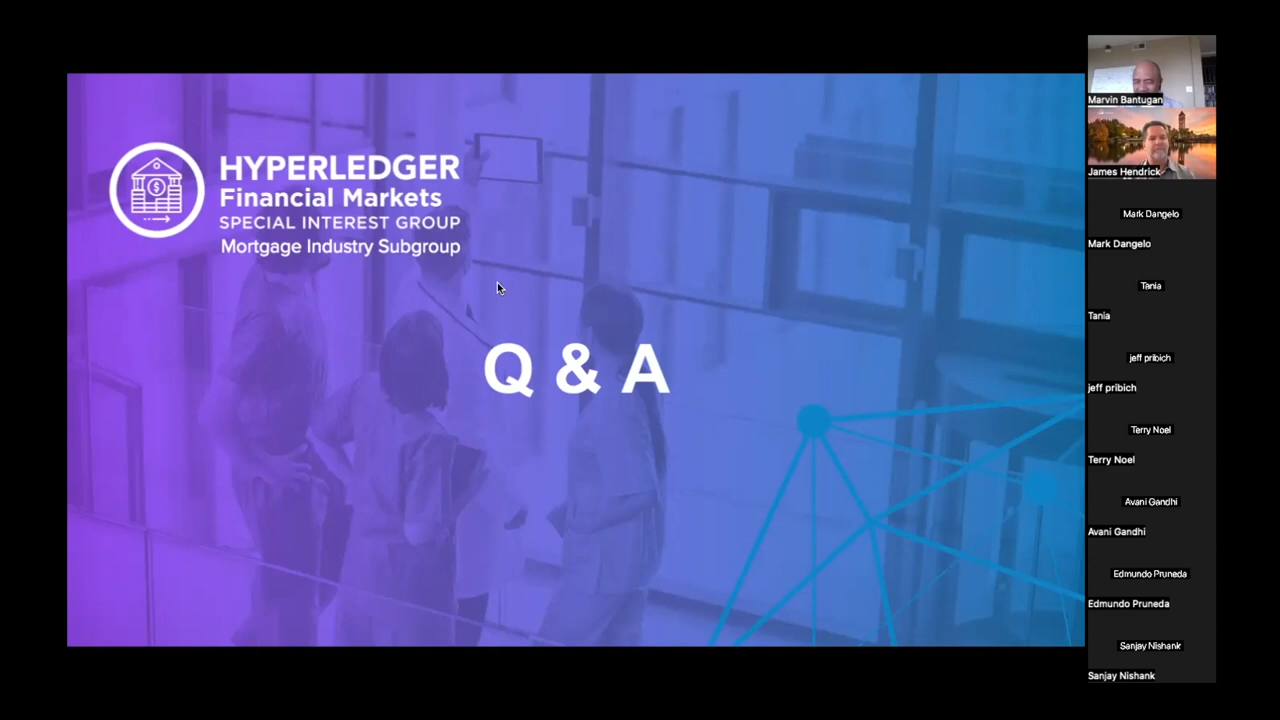 HYPERLEDGER
Financial Markets
SPECIAL INTEREST GROUP
Mortgage Industry Subgroup
Q & A
Marvin Bantugan
James Hendrick
Mark Dangelo
Mark Dangelo
Tania
Tania
jeff pribich
jeff pribich
Terry Noel
Terry Noel
Avani Gandhi
Avani Gandhi
Edmundo Pruneda
Edmundo Pruneda
Sanjay Nishank
Sanjay Nishank